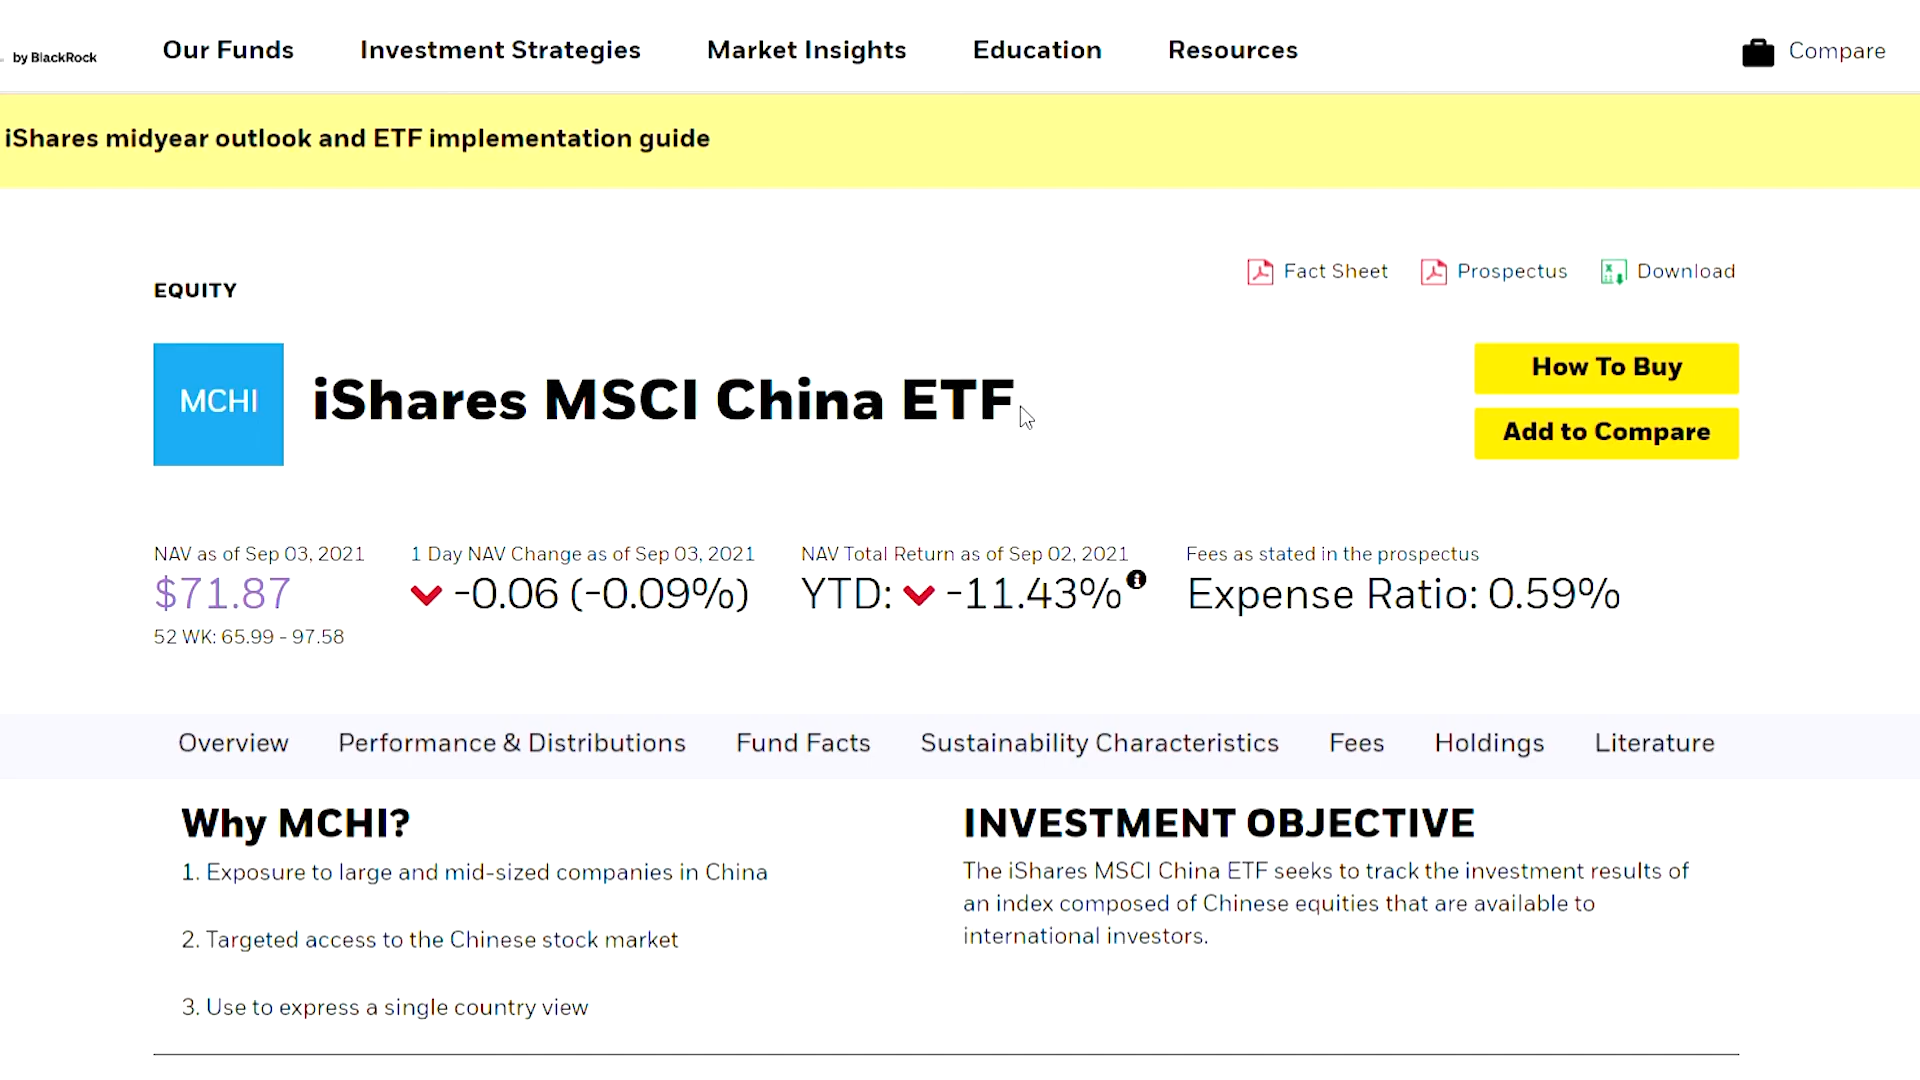 by BlackRock
Our Funds
Investment Strategies
Market Insights
Education
Resources
Compare
iShares midyear outlook and ETF implementation guide
Fact Sheet
Prospectus
Download
EQUITY
MCHI
iShares MSCI China ETF
How To Buy
Add to Compare
NAV as of Sep 03, 2021
$71.87
52 WK: 65.99 - 97.58
1 Day NAV Change as of Sep 03, 2021
-0.06 (-0.09%)
NAV Total Return as of Sep 02, 2021
YTD: -11.43%
Fees as stated in the prospectus
Expense Ratio: 0.59%
Overview
Performance & Distributions
Fund Facts
Sustainability Characteristics
Fees
Holdings
Literature
Why MCHI?
1. Exposure to large and mid-sized companies in China
2. Targeted access to the Chinese stock market
3. Use to express a single country view
INVESTMENT OBJECTIVE
The iShares MSCI China ETF seeks to track the investment results of
an index composed of Chinese equities that are available to
international investors.